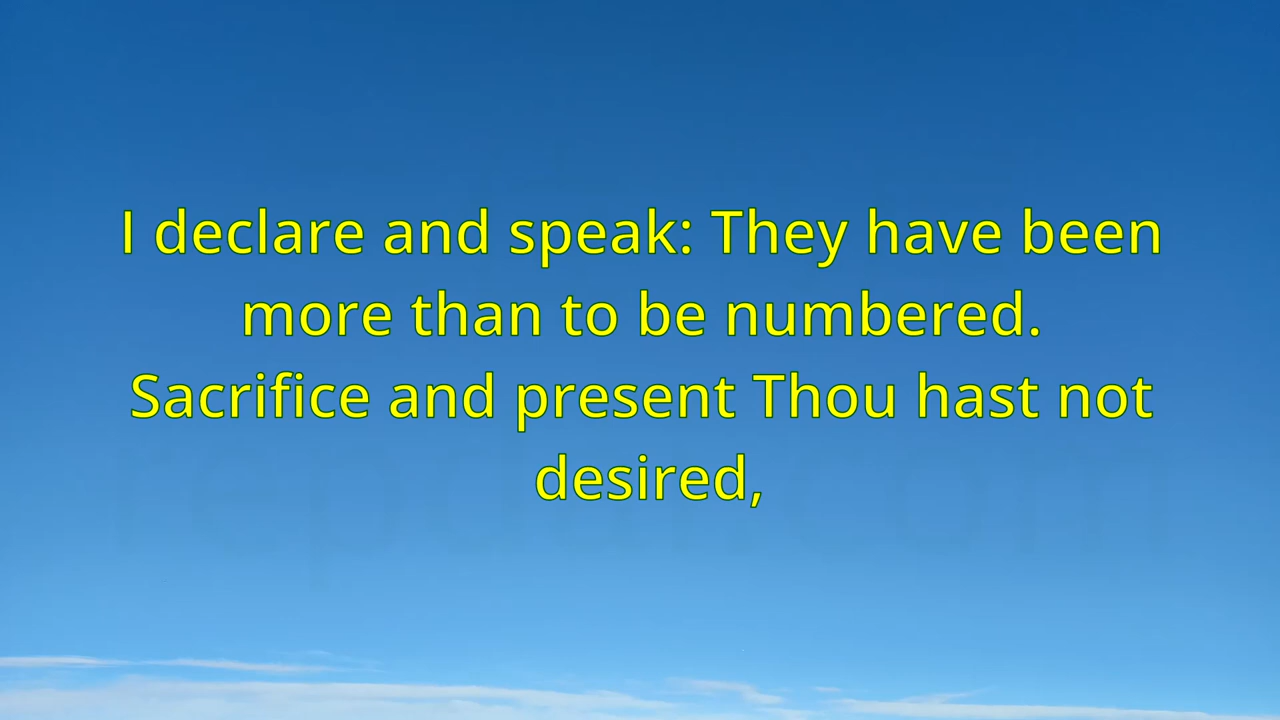 I declare and speak: They have been
more than to be numbered.
Sacrifice and present Thou hast not
desired,